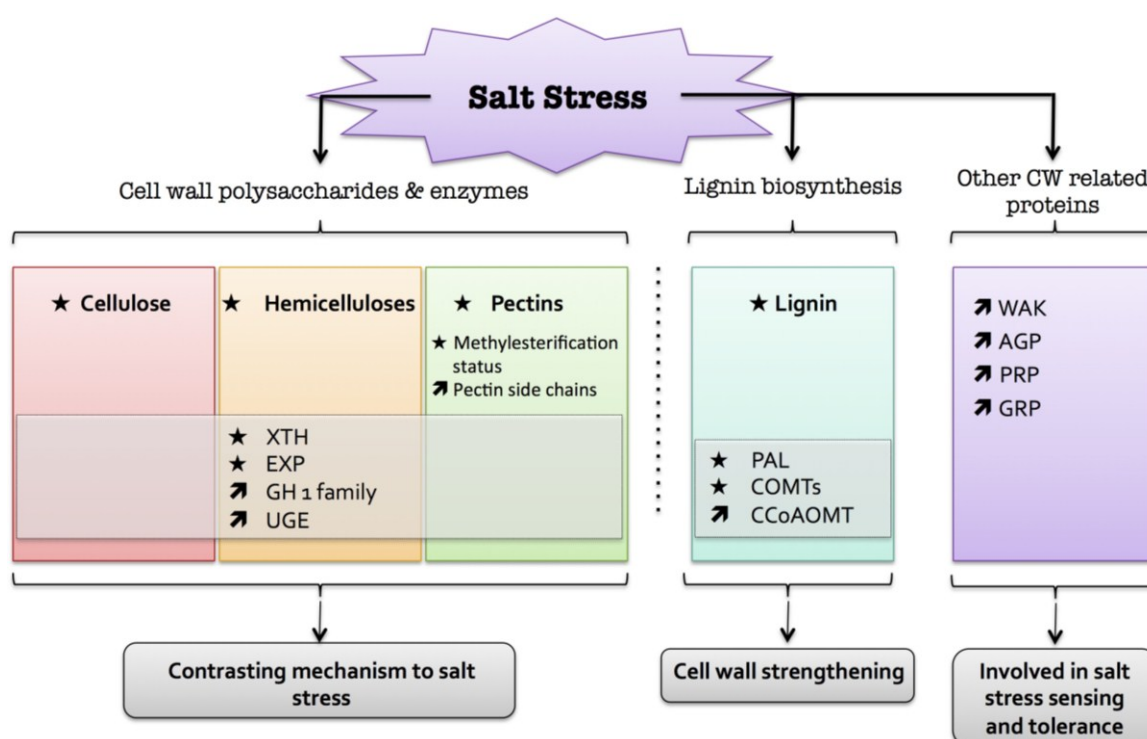 Salt Stress
Cell wall polysaccharides & enzymes
Lignin biosynthesis
Other CW related
proteins
Cellulose
Hemicelluloses
Pectins
Methylesterification
status
Pectin side chains
XTH
EXP
GH 1 family
UGE
Lignin
PAL
COMTs
CCoAOMT
WAK
AGP
PRP
GRP
Contrasting mechanism to salt
stress
Cell wall strengthening
Involved in salt
stress sensing
and tolerance